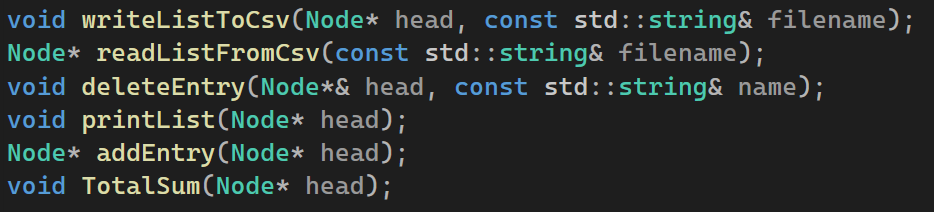 void writeListToCsv(Node* head, const std::string& filename);
Node* readListFromCsv(const std::string& filename);
void deleteEntry(Node*& head, const std::string& name);
void printList(Node* head);
Node* addEntry(Node* head);
void TotalSum(Node* head);